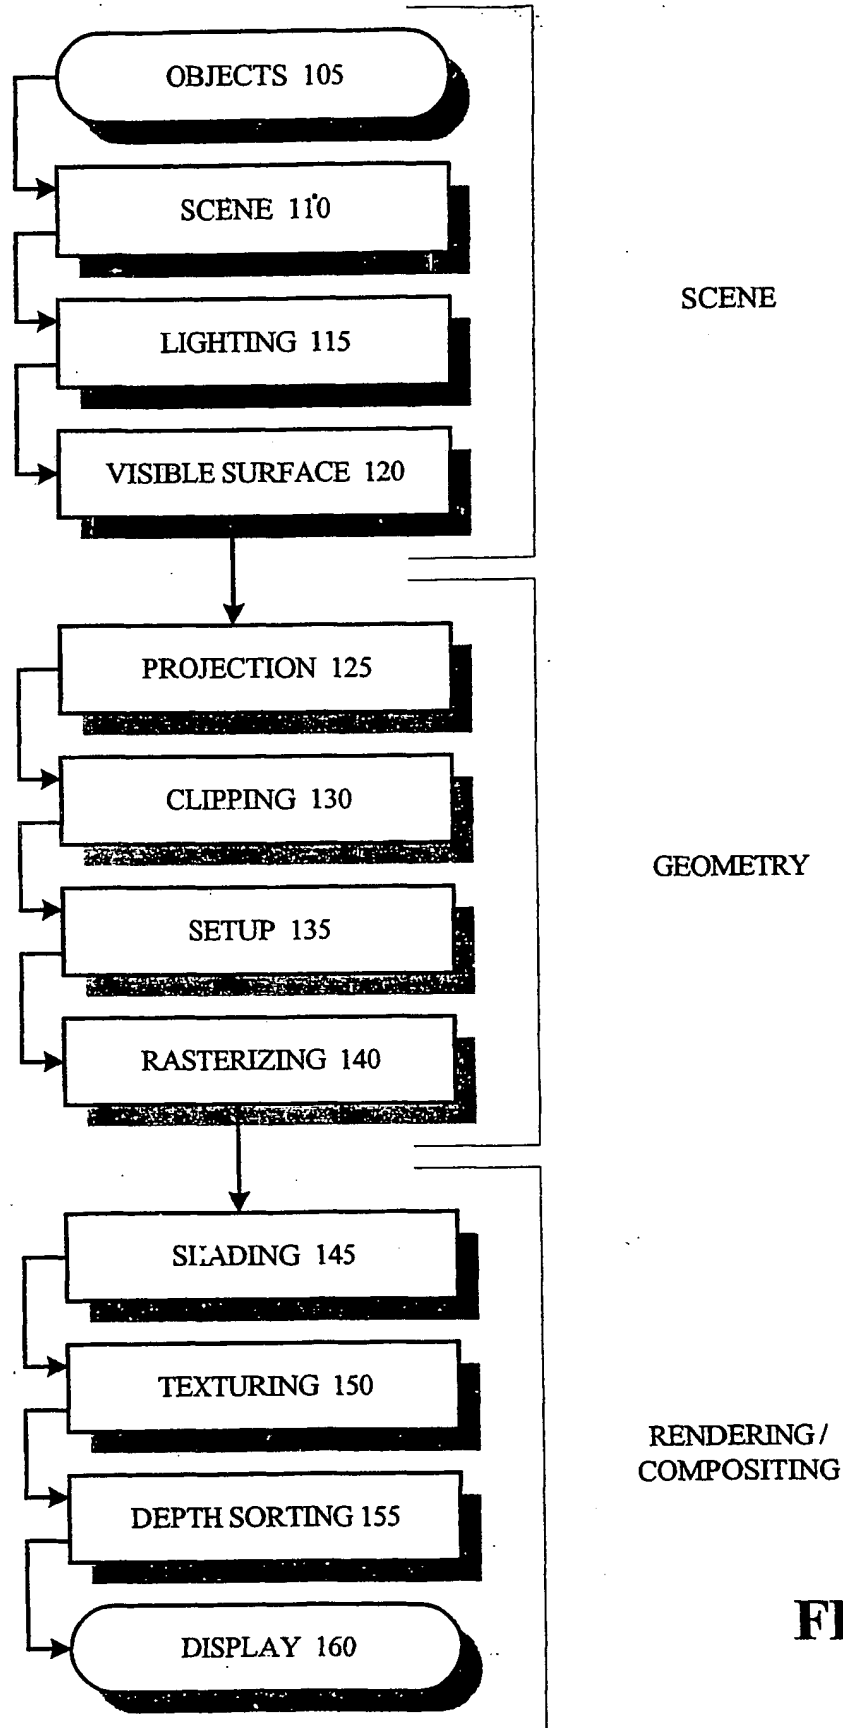 OBJECTS 105
SCENE 110
LIGHTING 115
VISIBLE SURFACE 120
SCENE
PROJECTION 125
CLIPPING 130
SETUP 135
RASTERIZING 140
GEOMETRY
SHADING 145
TEXTURING 150
DEPTH SORTING 155
DISPLAY 160
RENDERING /
COMPOSITING